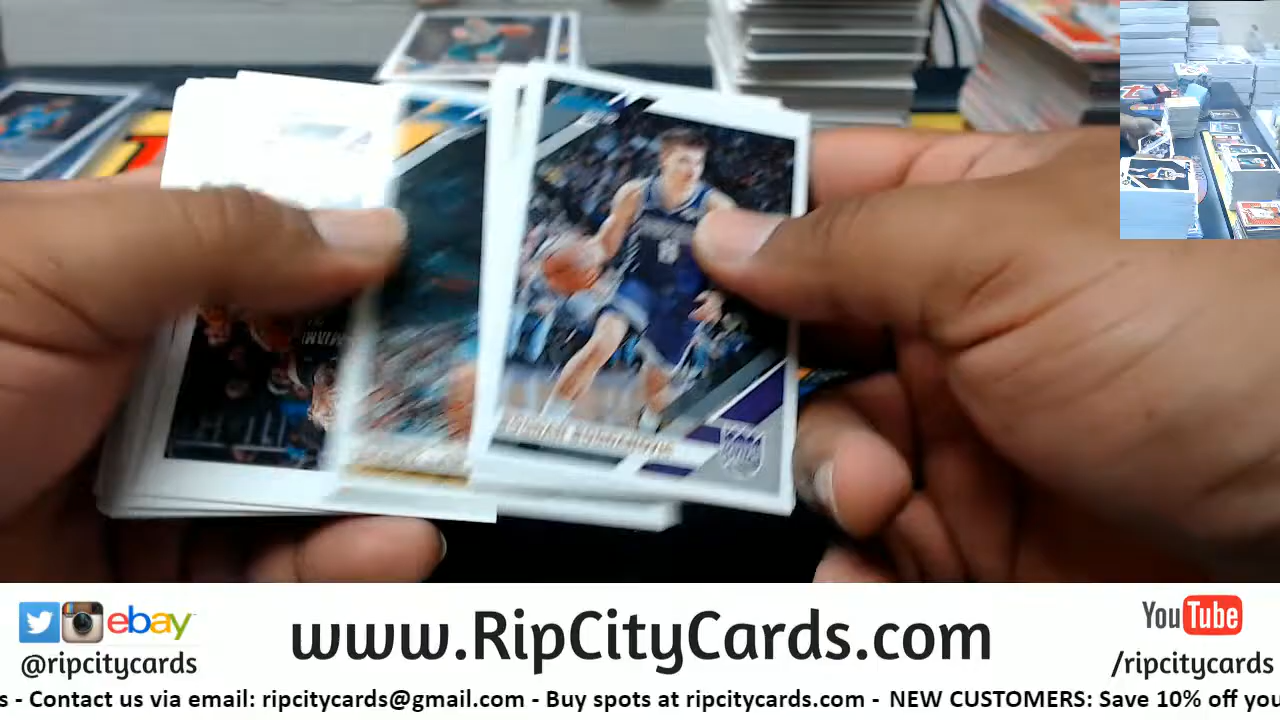 MIAMI
ebay
@ripcitycards
www.RipCityCards.com
YouTube
/ripcitycards
s - Contact us via email: ripcitycards@gmail.com - Buy spots at ripcitycards.com - NEW CUSTOMERS: Save 10% off you